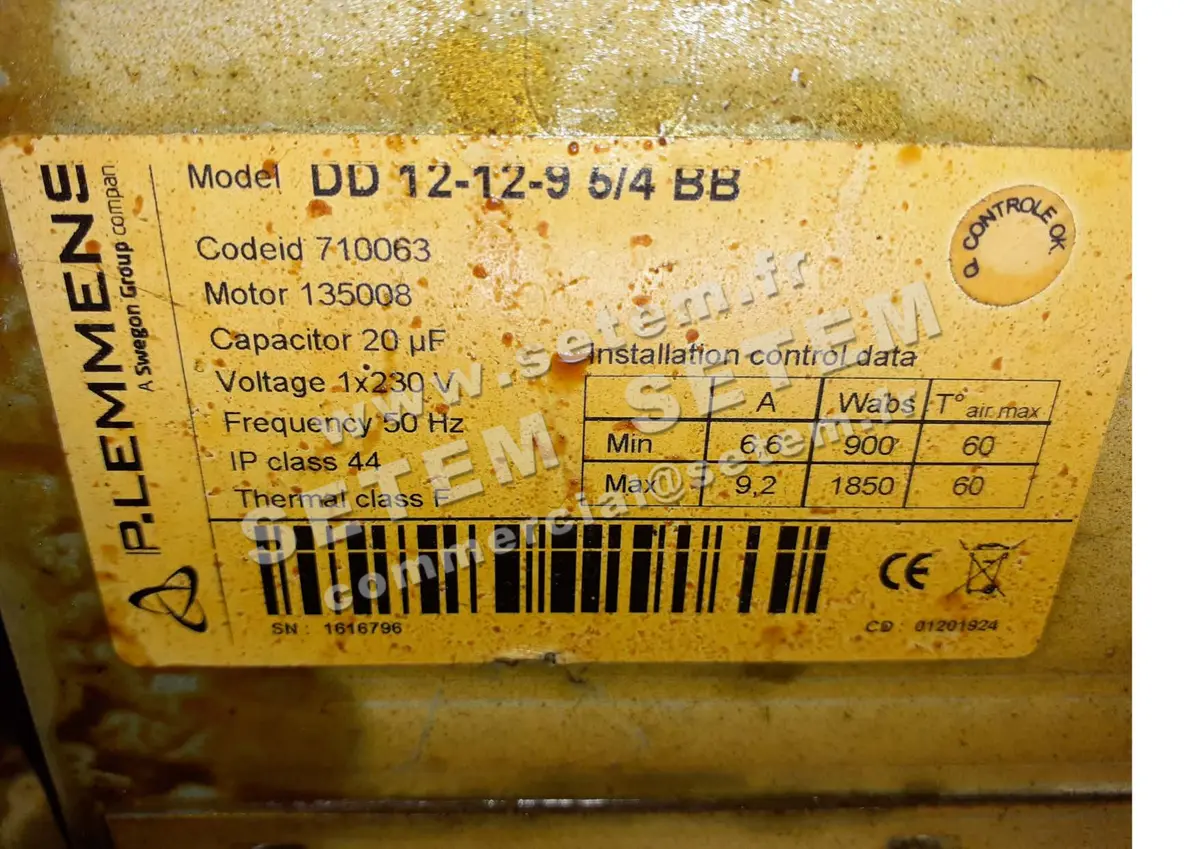 P.LEMMENS
A Swegon Group compan
Model DD 12-12-9 5/4 BB
Codeid 710063
Motor 135008
Capacitor 20 µF
Voltage 1x230 V
Frequency 50 Hz
IP class 44
Thermal class F
Q. CONTROLE OK
Installation control data
A Wabs T° air max
Min 6,6 900 60
Max 9,2 1850 60
SN : 1616796
CE
CD 01201924
www.setem.fr
SETEM SETEM
commercial@setem.fr